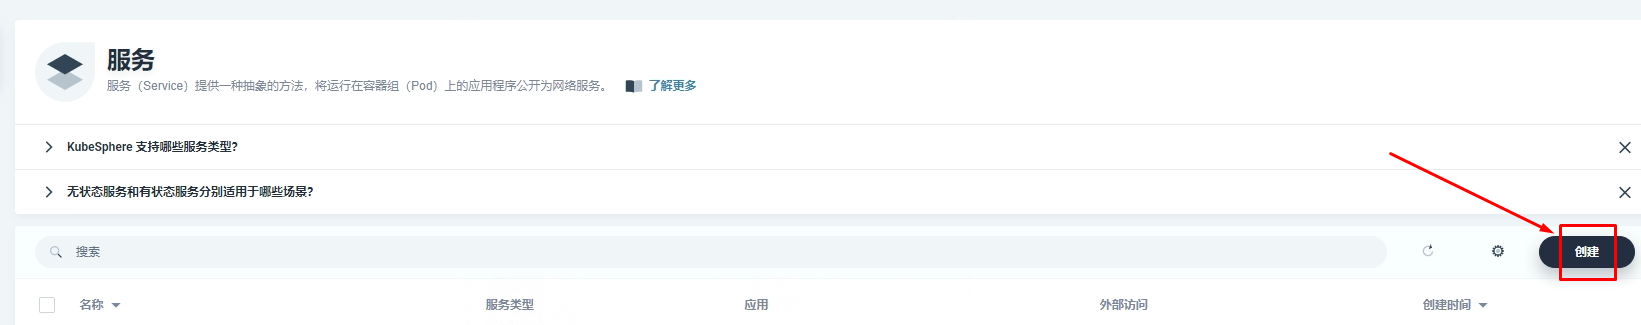 服务
服务（Service）提供一种抽象的方法，将运行在容器组（Pod）上的应用程序公开为网络服务。 了解更多
KubeSphere 支持哪些服务类型?
无状态服务和有状态服务分别适用于哪些场景?
搜索 创建
名称 服务类型 应用 外部访问 创建时间